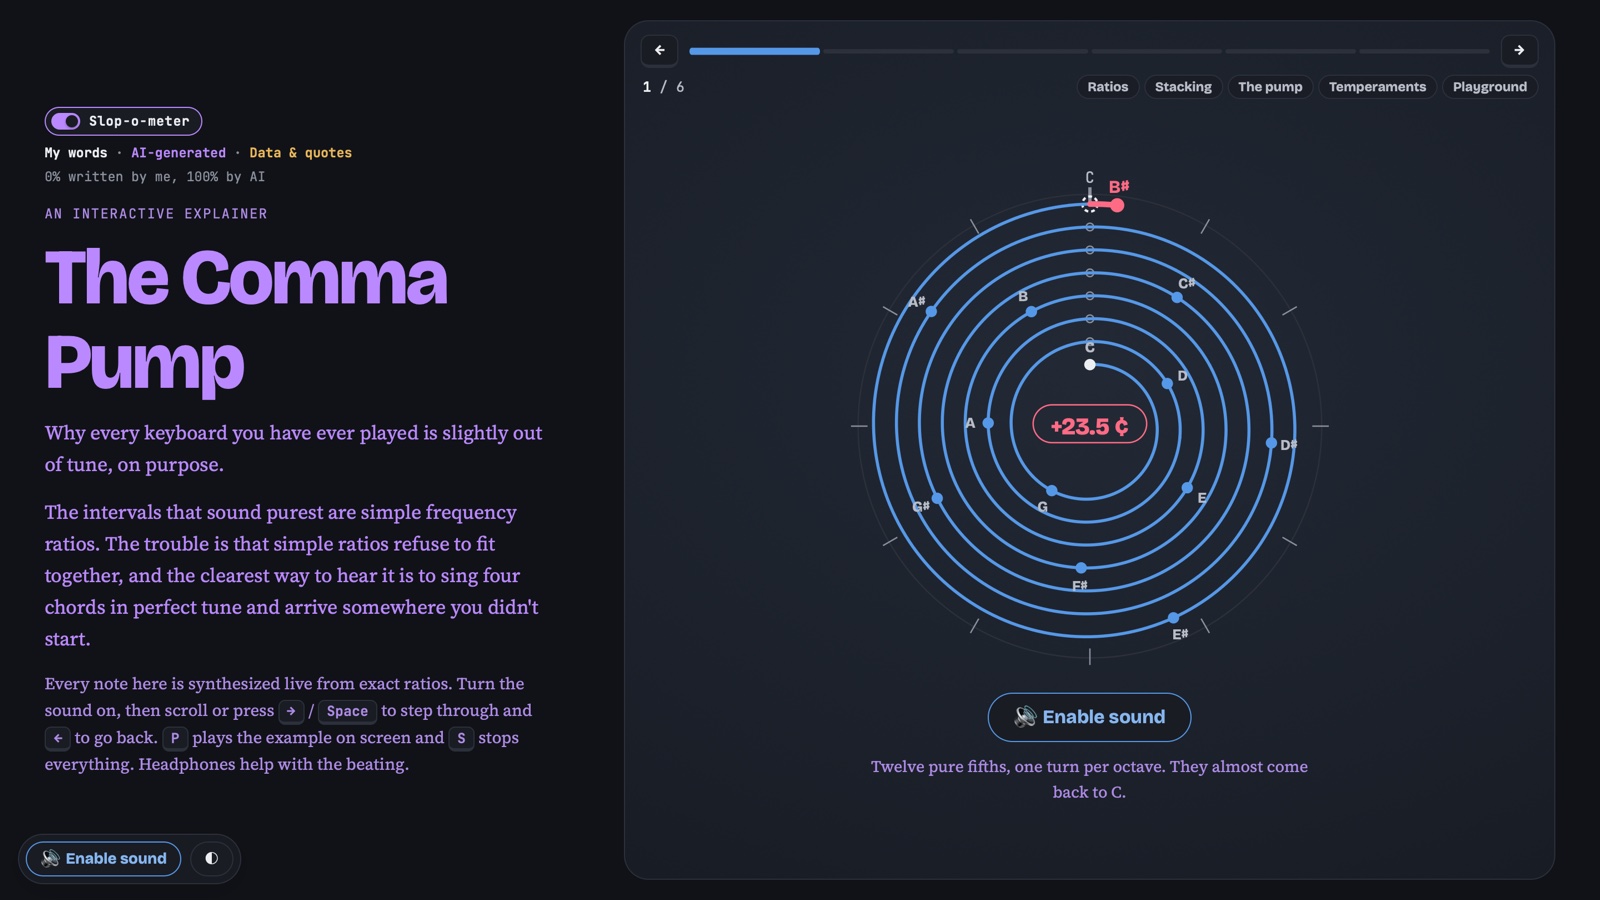 Slop-o-meter
My words · AI-generated · Data & quotes
0% written by me, 100% by AI
AN INTERACTIVE EXPLAINER
The Comma
Pump
Why every keyboard you have ever played is slightly out
of tune, on purpose.
The intervals that sound purest are simple frequency
ratios. The trouble is that simple ratios refuse to fit
together, and the clearest way to hear it is to sing four
chords in perfect tune and arrive somewhere you didn't
start.
Every note here is synthesized live from exact ratios. Turn the
sound on, then scroll or press → / Space to step through and
← to go back. P plays the example on screen and S stops
everything. Headphones help with the beating.
🔊 Enable sound
← →
1 / 6
Ratios Stacking The pump Temperaments Playground
C
B#
C#
A#
B
C
D
A
+23.5 ¢
D#
E
G#
G
F#
E#
🔊 Enable sound
Twelve pure fifths, one turn per octave. They almost come
back to C.